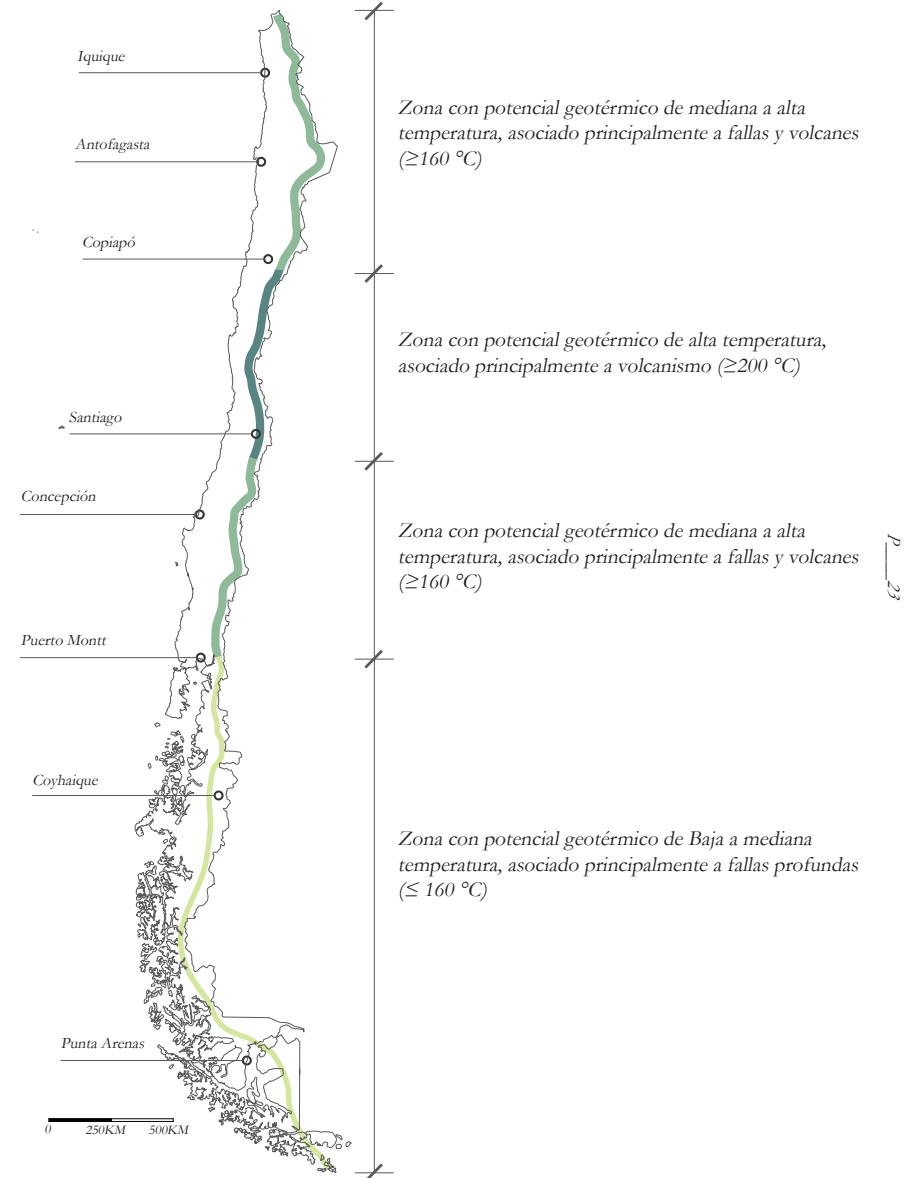 Iquique
Antofagasta
Copiapó
Santiago
Concepción
Puerto Montt
Coyhaique
Punta Arenas
0 250KM 500KM
Zona con potencial geotérmico de mediana a alta
temperatura, asociado principalmente a fallas y volcanes
(≥160 °C)
Zona con potencial geotérmico de alta temperatura,
asociado principalmente a volcanismo (≥200 °C)
Zona con potencial geotérmico de mediana a alta
temperatura, asociado principalmente a fallas y volcanes
(≥160 °C)
Zona con potencial geotérmico de Baja a mediana
temperatura, asociado principalmente a fallas profundas
(≤ 160 °C)
P____23